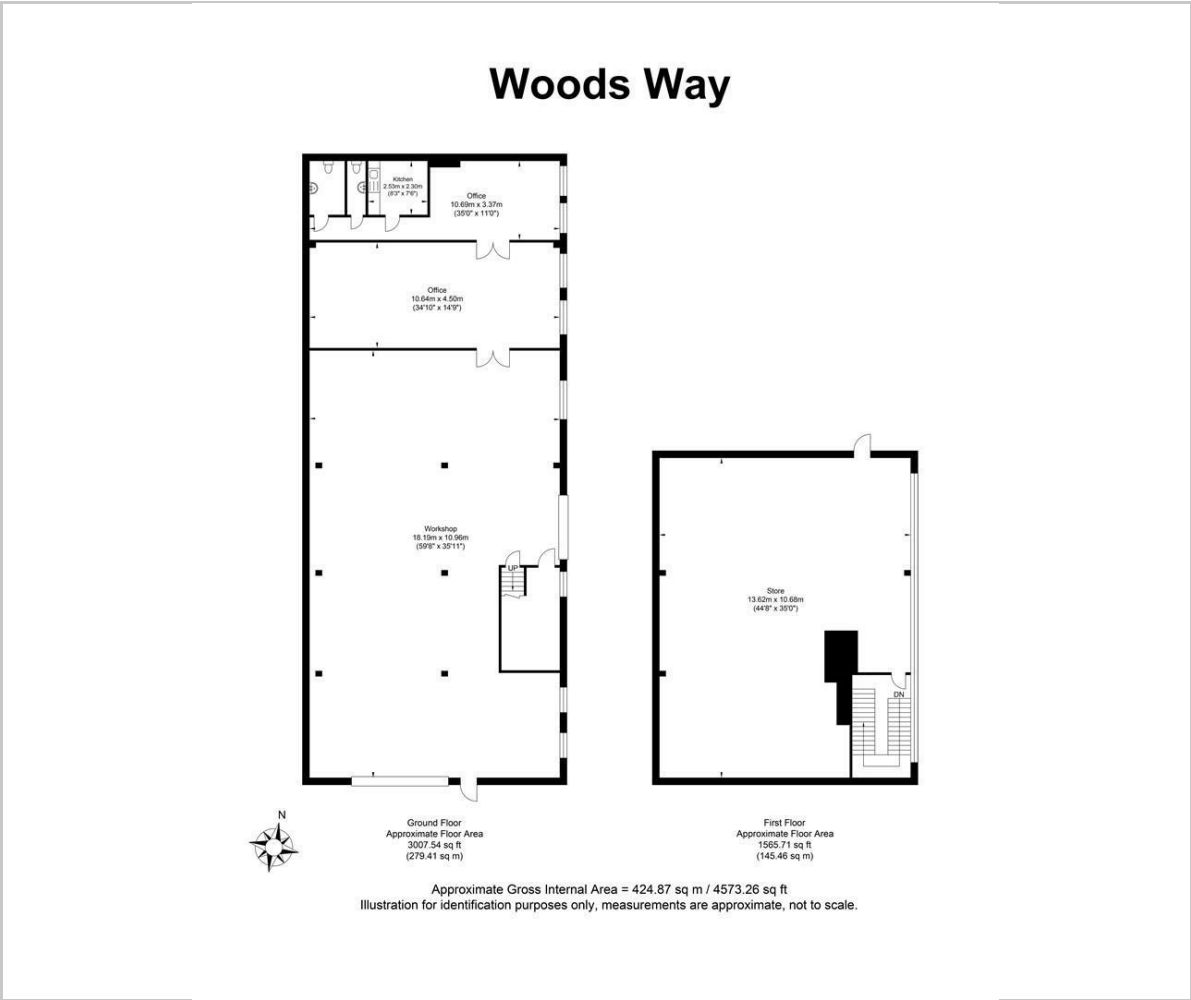 Woods Way
Kitchen
2.53m x 2.30m
(8'3" x 7'6")
Office
10.69m x 3.37m
(35'0" x 11'0")
Office
10.64m x 4.50m
(34'10" x 14'9")
Workshop
18.19m x 10.96m
(59'8" x 35'11")
UP
Store
13.62m x 10.68m
(44'8" x 35'0")
DN
N
Ground Floor
Approximate Floor Area
3007.54 sq ft
(279.41 sq m)
First Floor
Approximate Floor Area
1565.71 sq ft
(145.46 sq m)
Approximate Gross Internal Area = 424.87 sq m / 4573.26 sq ft
Illustration for identification purposes only, measurements are approximate, not to scale.